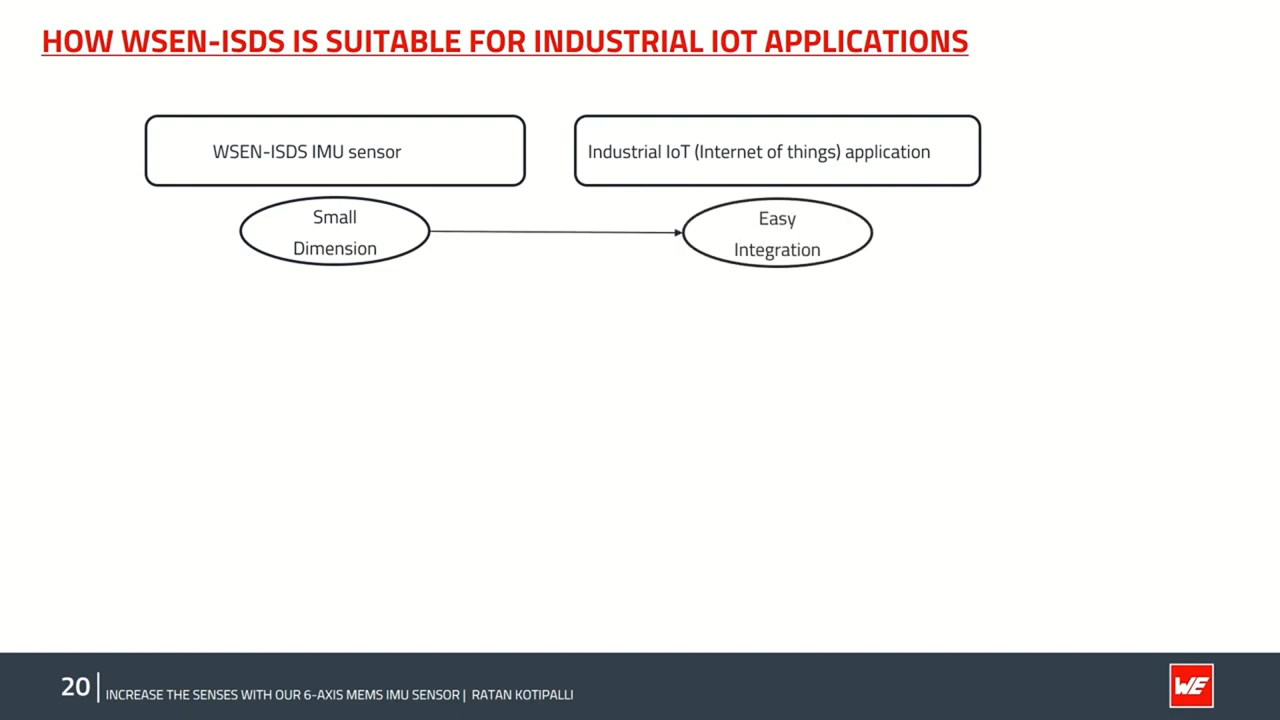 HOW WSEN-ISDS IS SUITABLE FOR INDUSTRIAL IOT APPLICATIONS
WSEN-ISDS IMU sensor
Industrial IoT (Internet of things) application
Small
Dimension
Easy
Integration
20
INCREASE THE SENSES WITH OUR 6-AXIS MEMS IMU SENSOR | RATAN KOTIPALLI
WE